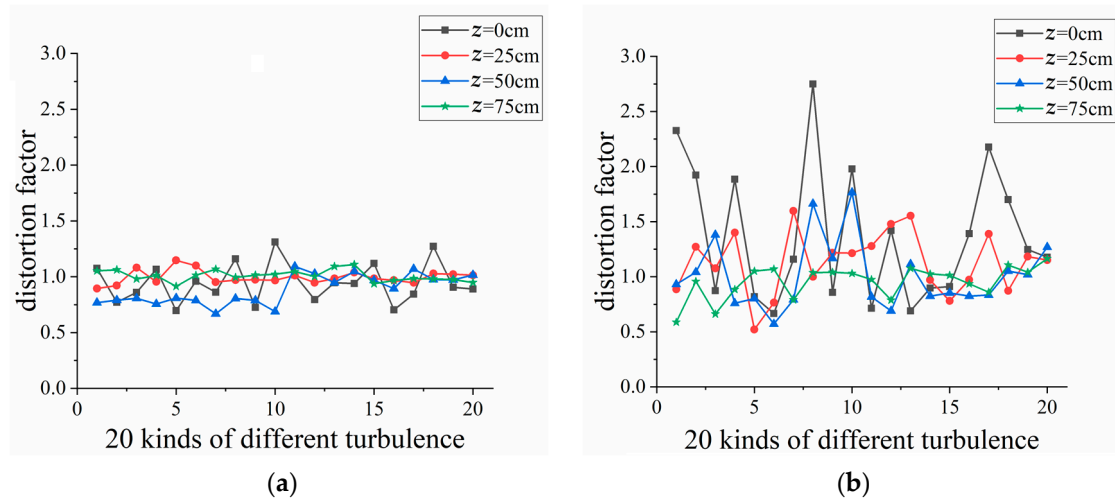 z=0cm
z=25cm
z=50cm
z=75cm
3.0
2.5
2.0
1.5
1.0
0.5
0.0
distortion factor
0 5 10 15 20
20 kinds of different turbulence
(a)
z=0cm
z=25cm
z=50cm
z=75cm
3.0
2.5
2.0
1.5
1.0
0.5
0.0
distortion factor
0 5 10 15 20
20 kinds of different turbulence
(b)